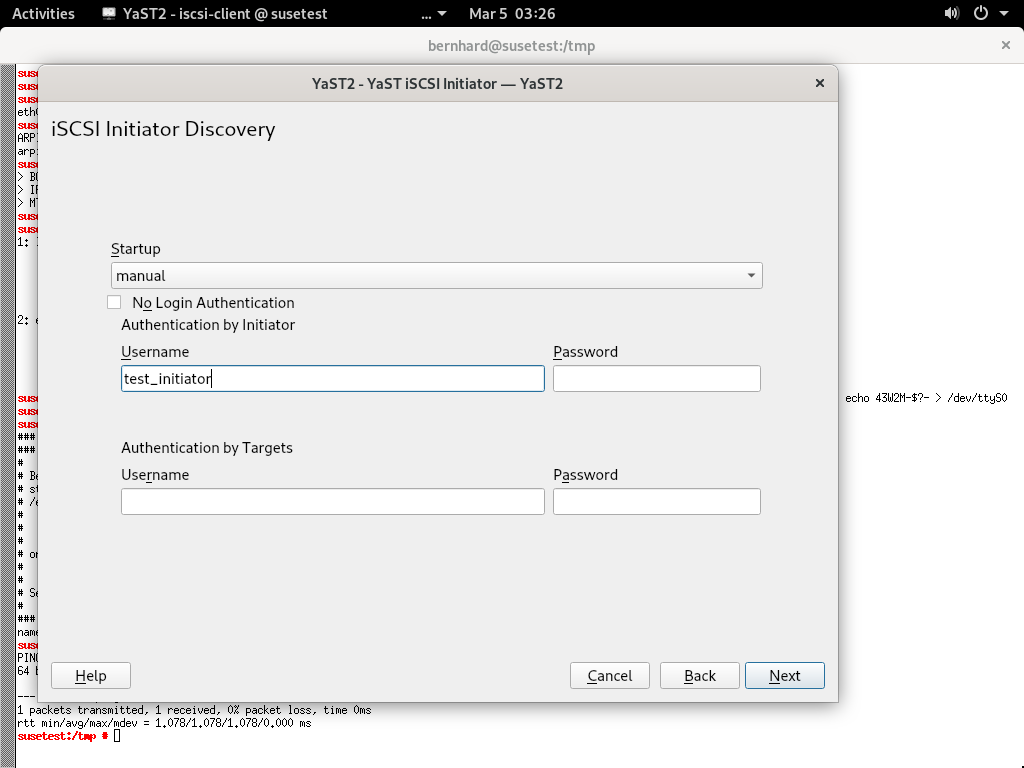 Activities YaST2 - iscsi-client @ susetest ... Mar 5 03:26
bernhard@susetest:/tmp
YaST2 - YaST iSCSI Initiator — YaST2
iSCSI Initiator Discovery
Startup
manual
No Login Authentication
Authentication by Initiator
Username Password
test_initiator
echo 43W2M-$?- > /dev/ttyS0
Authentication by Targets
Username Password
Help Cancel Back Next
1 packets transmitted, 1 received, 0% packet loss, time 0ms
rtt min/avg/max/mdev = 1.078/1.078/1.078/0.000 ms
susetest:/tmp #